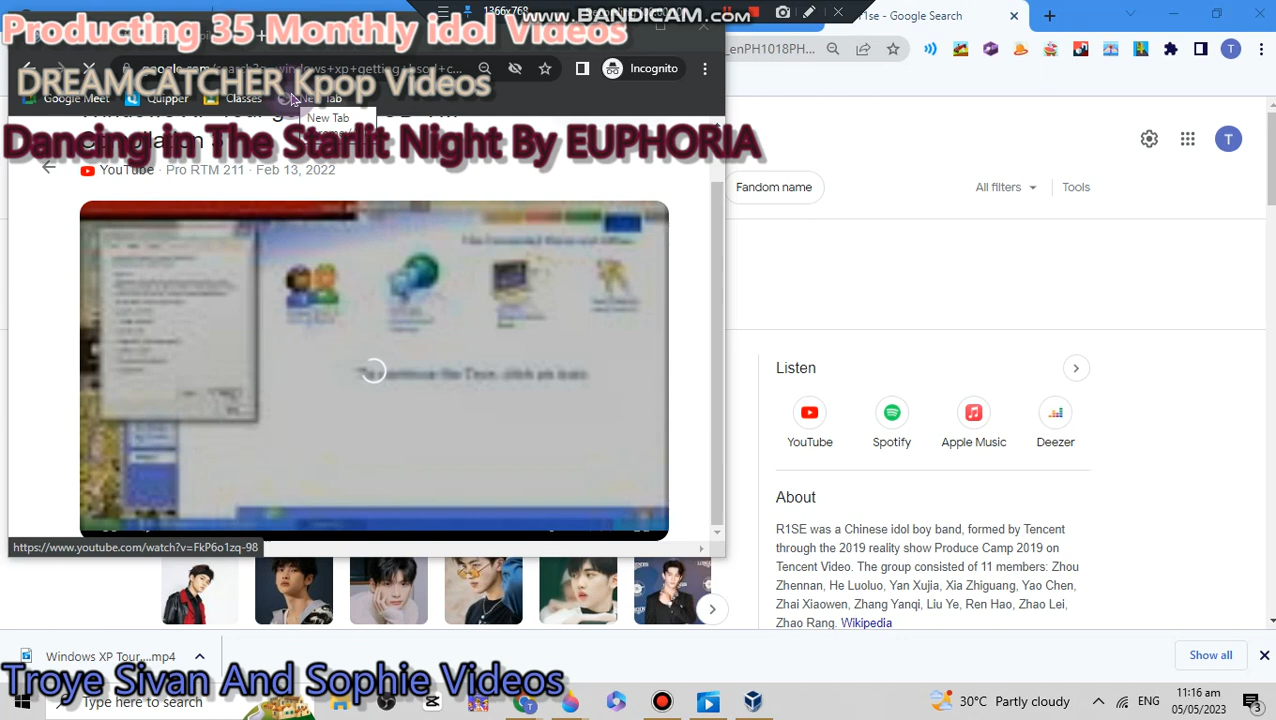 1366x768
www.BANDICAM.com
1se - Google Search
Producting 35 Monthly idol Videos
_enPH1018PH...
Incognito
DREAMCATCHER Kpop Videos
Google Meet
Quipper
Classes
New Tab
New Tab
Dancing in The Starlit Night By EUPHORIA
YouTube · Pro RTM 211 · Feb 13, 2022
T
T
Fandom name
All filters
Tools
Listen
YouTube
Spotify
Apple Music
Deezer
About
R1SE was a Chinese idol boy band, formed by Tencent
through the 2019 reality show Produce Camp 2019 on
Tencent Video. The group consisted of 11 members: Zhou
Zhennan, He Luoluo, Yan Xujia, Xia Zhiguang, Yao Chen,
Zhai Xiaowen, Zhang Yanqi, Liu Ye, Ren Hao, Zhao Lei,
Zhao Rang. Wikipedia
https://www.youtube.com/watch?v=FkP6o1zq-98
Windows XP Tour....mp4
Show all
Troye Sivan And Sophie Videos
Type here to search
30°C Partly cloudy
ENG
11:16 am
05/05/2023
3